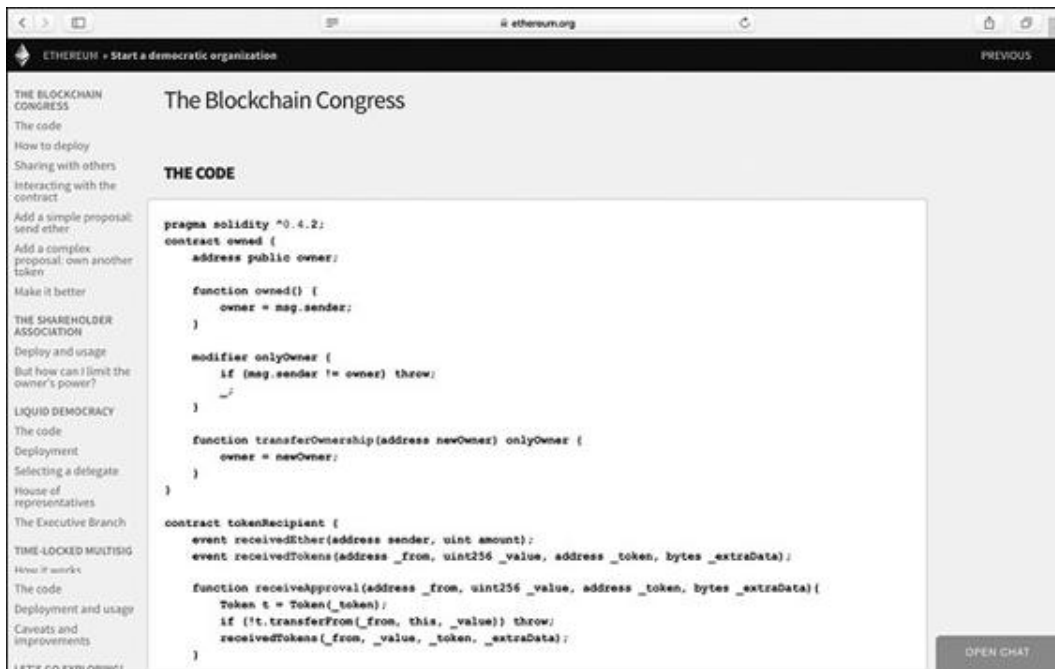 ethereum.org
ETHEREUM » Start a democratic organization
PREVIOUS
THE BLOCKCHAIN
CONGRESS
The code
How to deploy
Sharing with others
Interacting with the
contract
Add a simple proposal:
send ether
Add a complex
proposal: own another
token
Make it better
THE SHAREHOLDER
ASSOCIATION
Deploy and usage
But how can I limit the
owner's power?
LIQUID DEMOCRACY
The code
Deployment
Selecting a delegate
House of
representatives
The Executive Branch
TIME-LOCKED MULTISIG
How it works
The code
Deployment and usage
Caveats and
improvements
LET'S GO EXPLORING!
The Blockchain Congress
THE CODE
pragma solidity ^0.4.2;
contract owned {
    address public owner;
    function owned() {
        owner = msg.sender;
    }
    modifier onlyOwner {
        if (msg.sender != owner) throw;
        _;
    }
    function transferOwnership(address newOwner) onlyOwner {
        owner = newOwner;
    }
}
contract tokenRecipient {
    event receivedEther(address sender, uint amount);
    event receivedTokens(address _from, uint256 _value, address _token, bytes _extraData);
    function receiveApproval(address _from, uint256 _value, address _token, bytes _extraData){
        Token t = Token(_token);
        if (!t.transferFrom(_from, this, _value)) throw;
        receivedTokens(_from, _value, _token, _extraData);
    }
OPEN CHAT